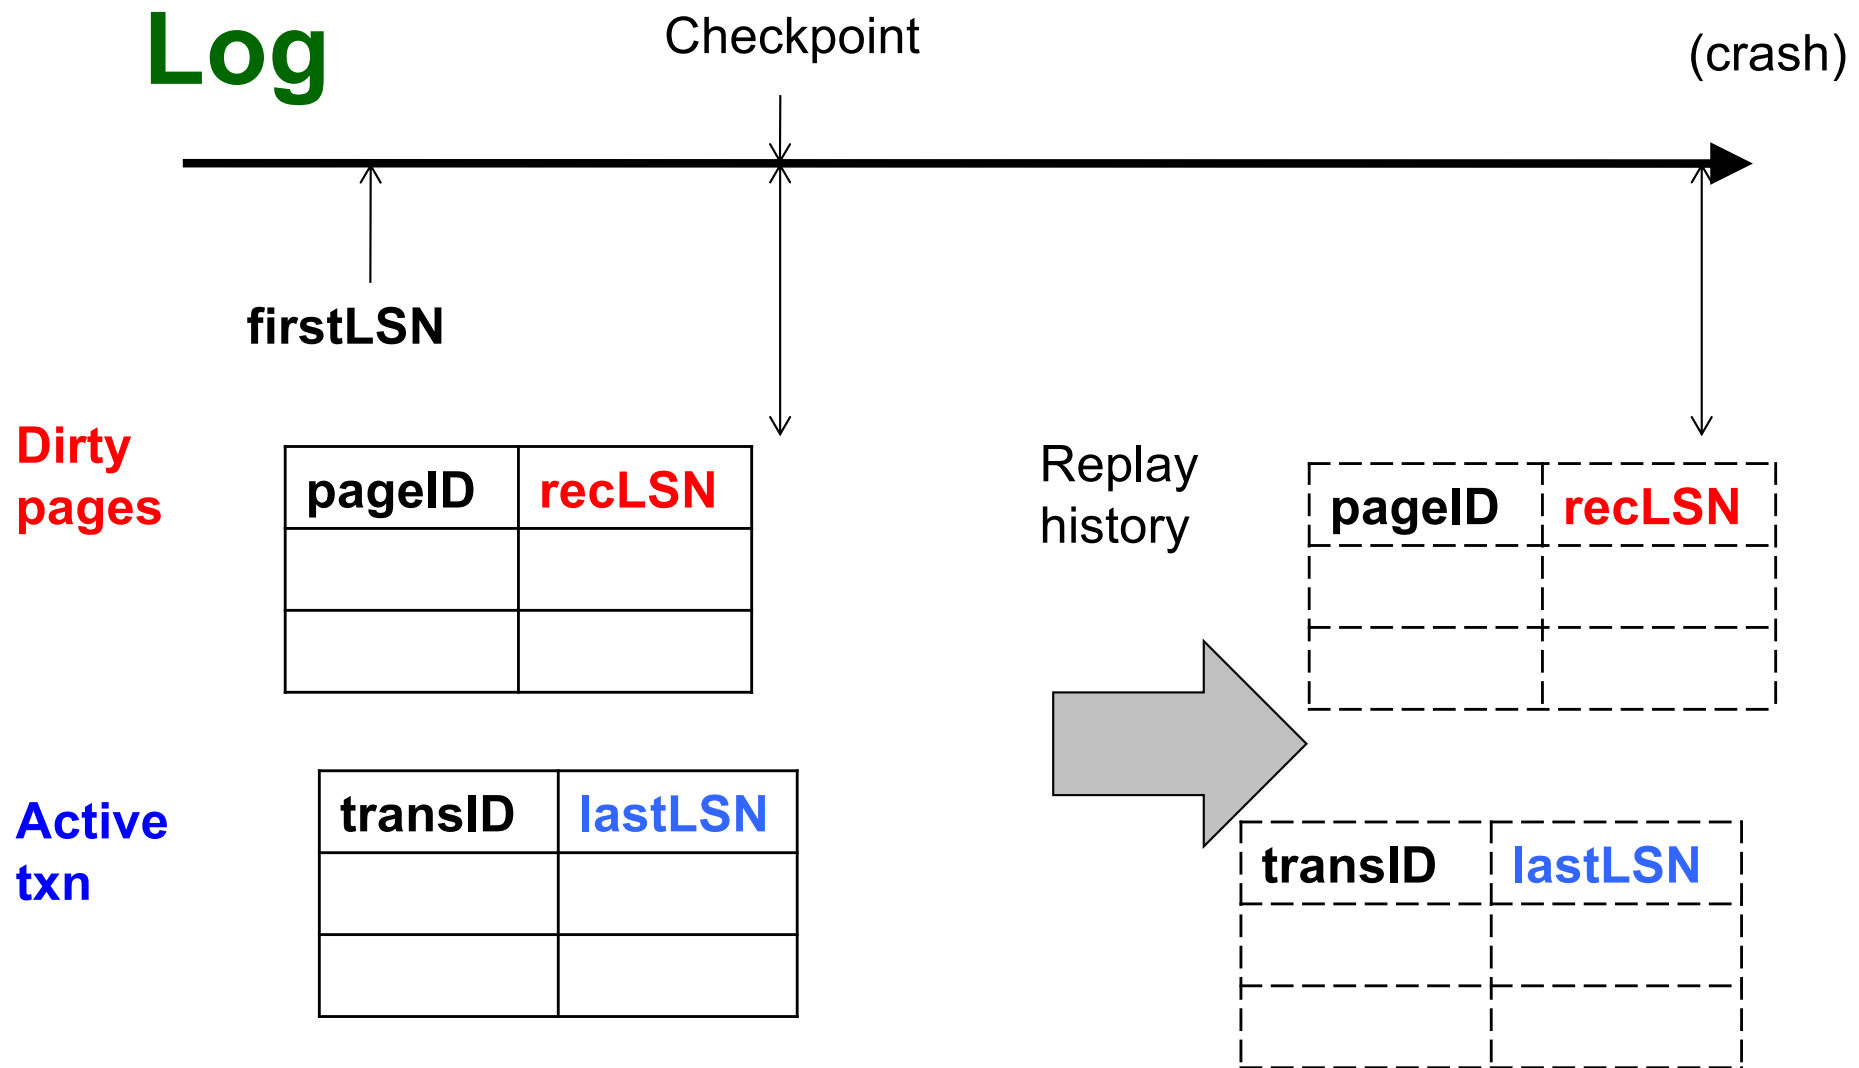 Log
Checkpoint
(crash)
firstLSN
Dirty
pages
pageID recLSN
Replay
history
pageID recLSN
Active
txn
transID lastLSN
transID lastLSN